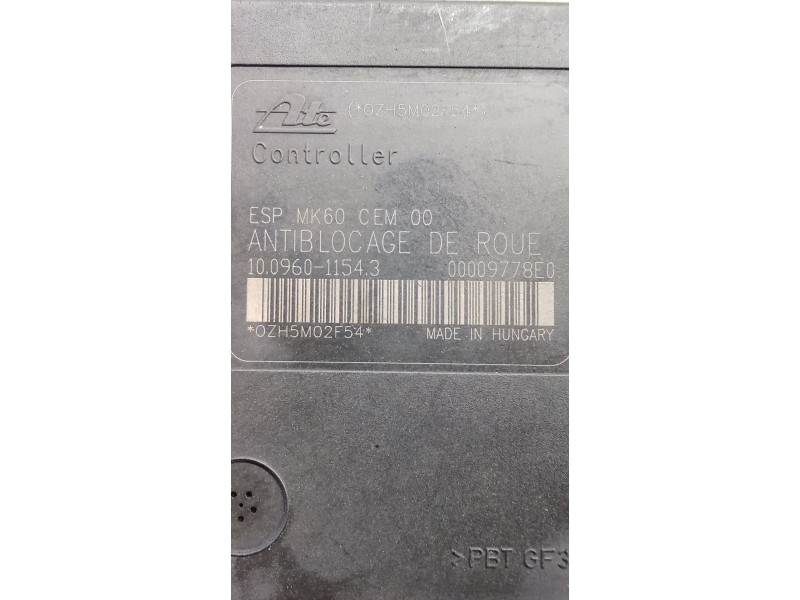 Ate (*OZH5M02F54*)
Controller
ESP MK60 CEM 00
ANTIBLOCAGE DE ROUE
10.0960-1154.3 00009778E0
*OZH5M02F54* MADE IN HUNGARY
>PBT GF3